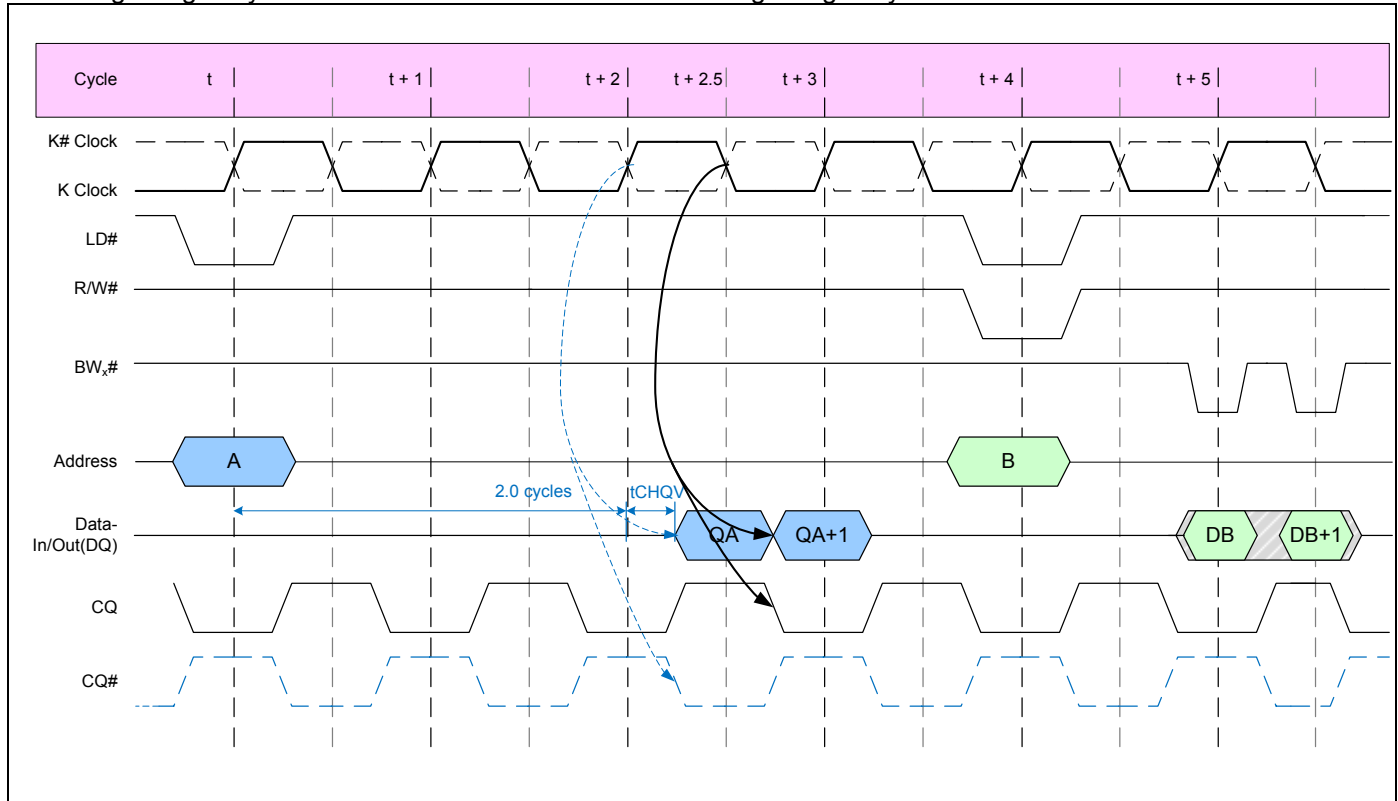 Cycle t t + 1 t + 2 t + 2.5 t + 3 t + 4 t + 5
K# Clock
K Clock
LD#
R/W#
BWx#
Address A B
2.0 cycles tCHQV
Data-
In/Out(DQ) QA QA+1 DB DB+1
CQ
CQ#